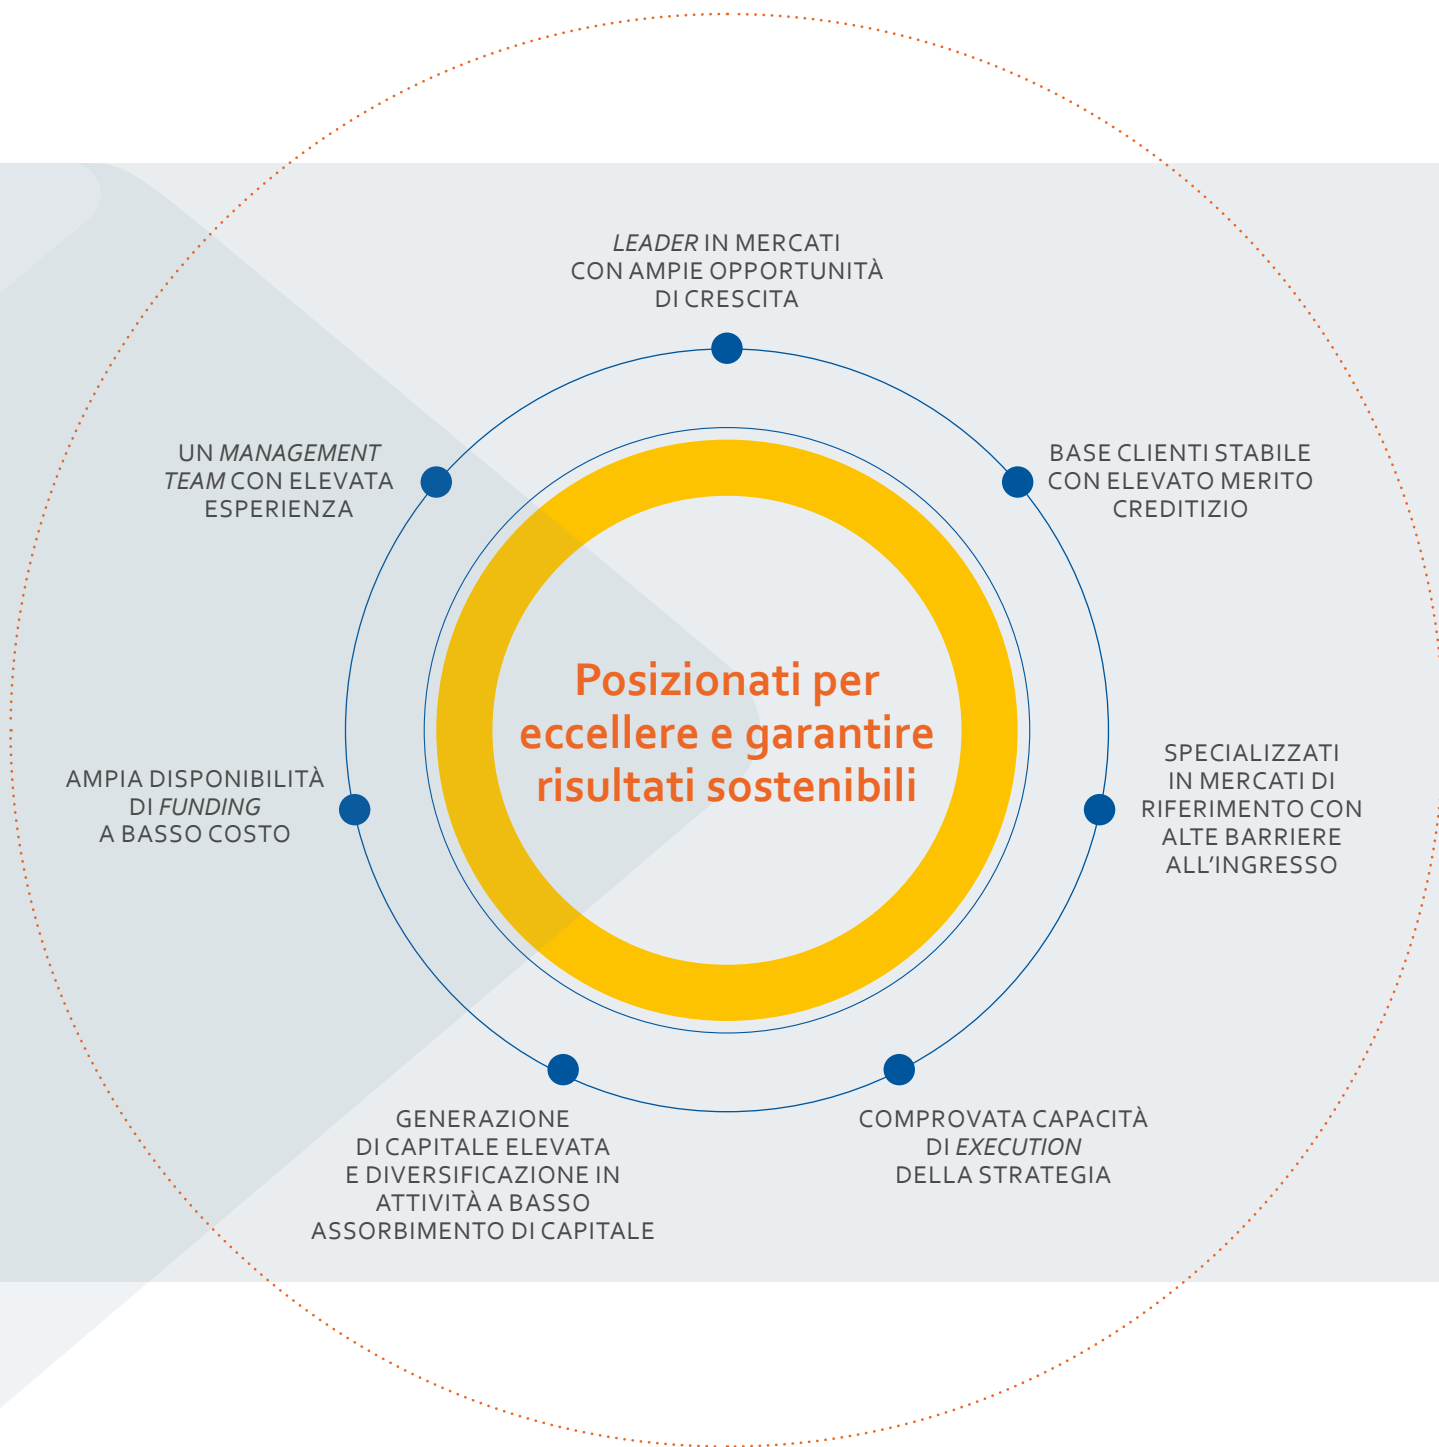 LEADER IN MERCATI
CON AMPIE OPPORTUNITÀ
DI CRESCITA
BASE CLIENTI STABILE
CON ELEVATO MERITO
CREDITIZIO
SPECIALIZZATI
IN MERCATI DI
RIFERIMENTO CON
ALTE BARRIERE
ALL’INGRESSO
COMPROVATA CAPACITÀ
DI EXECUTION
DELLA STRATEGIA
GENERAZIONE
DI CAPITALE ELEVATA
E DIVERSIFICAZIONE IN
ATTIVITÀ A BASSO
ASSORBIMENTO DI CAPITALE
AMPIA DISPONIBILITÀ
DI FUNDING
A BASSO COSTO
UN MANAGEMENT
TEAM CON ELEVATA
ESPERIENZA
Posizionati per
eccellere e garantire
risultati sostenibili